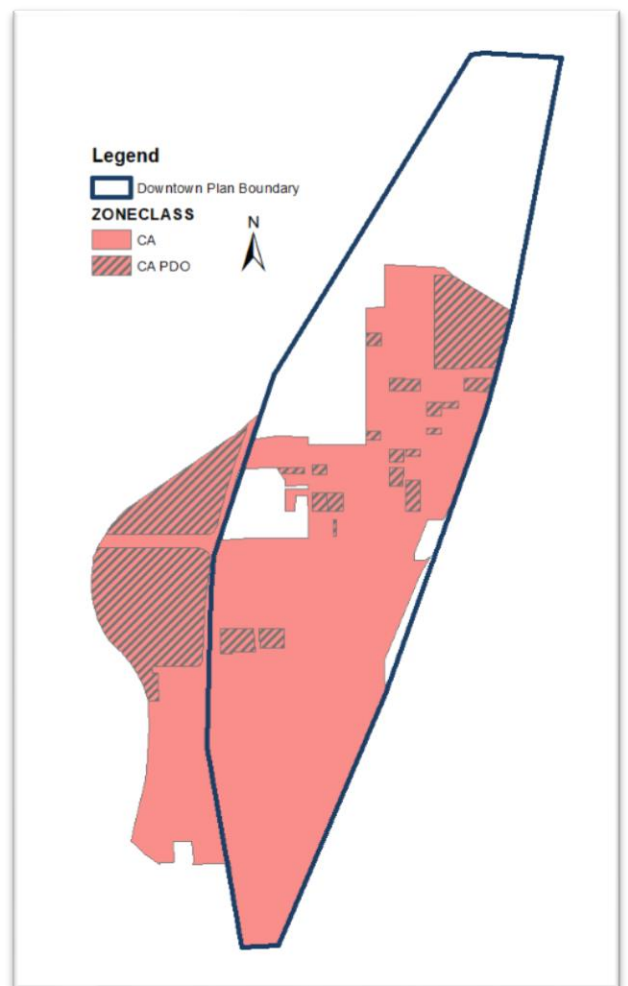 Legend
Downtown Plan Boundary
ZONECLASS
N
CA
CA PDO